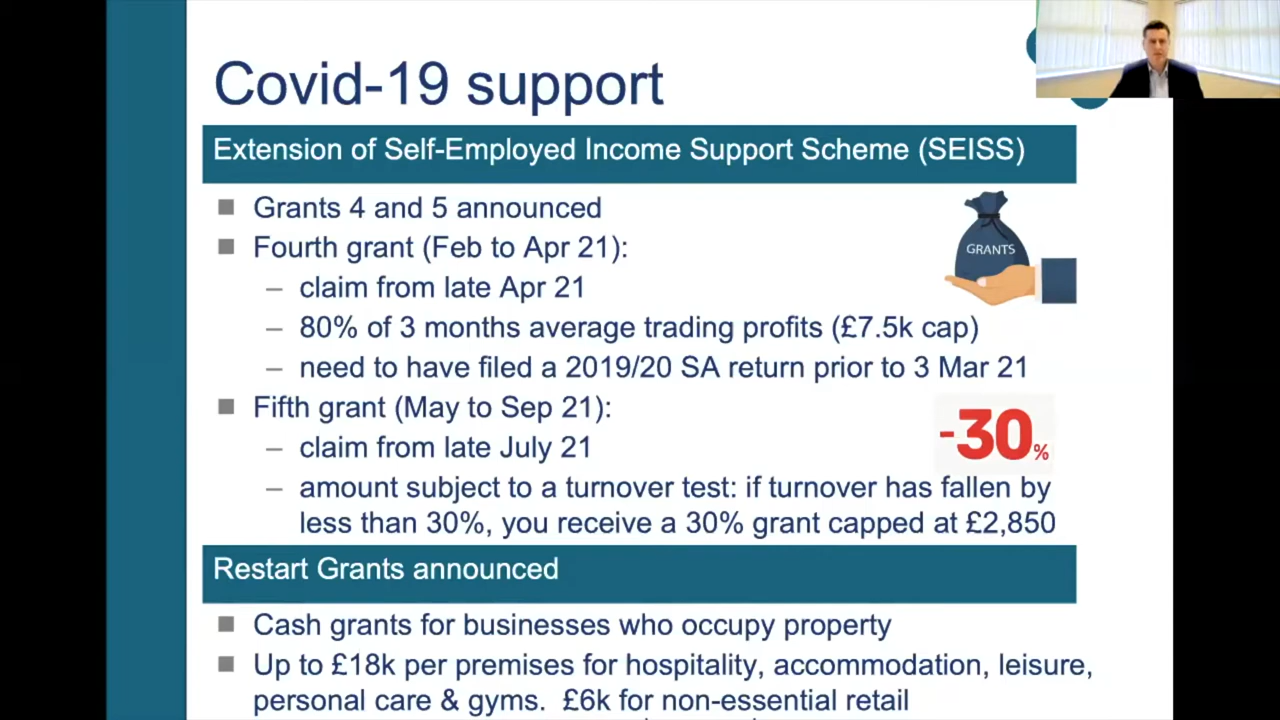 Covid-19 support
Extension of Self-Employed Income Support Scheme (SEISS)
■ Grants 4 and 5 announced
■ Fourth grant (Feb to Apr 21):
– claim from late Apr 21
– 80% of 3 months average trading profits (£7.5k cap)
– need to have filed a 2019/20 SA return prior to 3 Mar 21
GRANTS
■ Fifth grant (May to Sep 21):
– claim from late July 21
– amount subject to a turnover test: if turnover has fallen by
less than 30%, you receive a 30% grant capped at £2,850
-30%
Restart Grants announced
■ Cash grants for businesses who occupy property
■ Up to £18k per premises for hospitality, accommodation, leisure,
personal care & gyms. £6k for non-essential retail